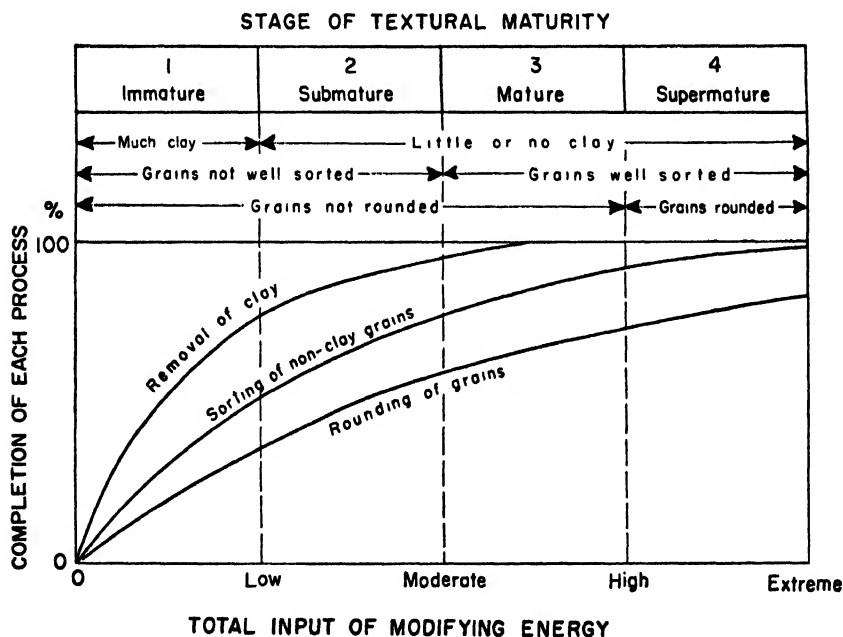 STAGE OF TEXTURAL MATURITY
1 2 3 4
Immature Submature Mature Supermature
Much clay Little or no clay
Grains not well sorted Grains well sorted
Grains not rounded Grains rounded
%
100
COMPLETION OF EACH PROCESS
Removal of clay
Sorting of non-clay grains
Rounding of grains
0
0 Low Moderate High Extreme
TOTAL INPUT OF MODIFYING ENERGY